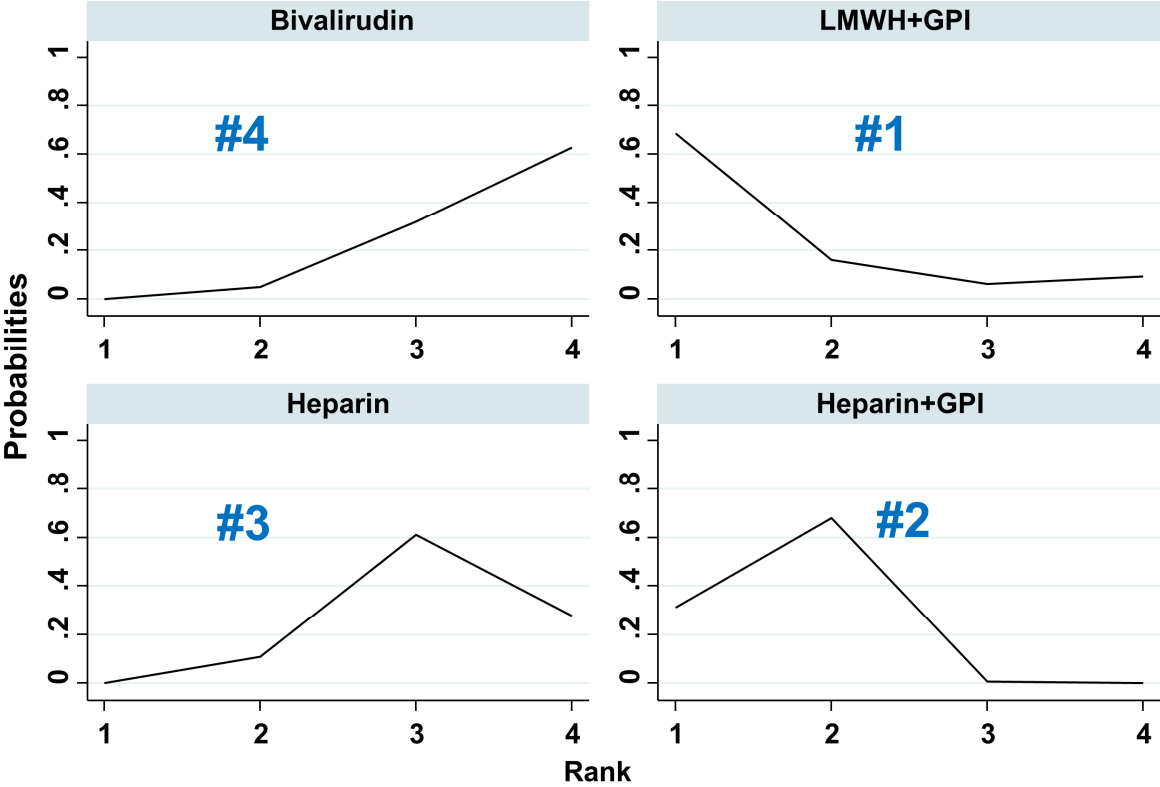 Bivalirudin
#4
1
.8
.6
.4
.2
0
1 2 3 4
LMWH+GPI
#1
1
.8
.6
.4
.2
0
1 2 3 4
Heparin
#3
1
.8
.6
.4
.2
0
1 2 3 4
Heparin+GPI
#2
1
.8
.6
.4
.2
0
1 2 3 4
Probabilities
Rank